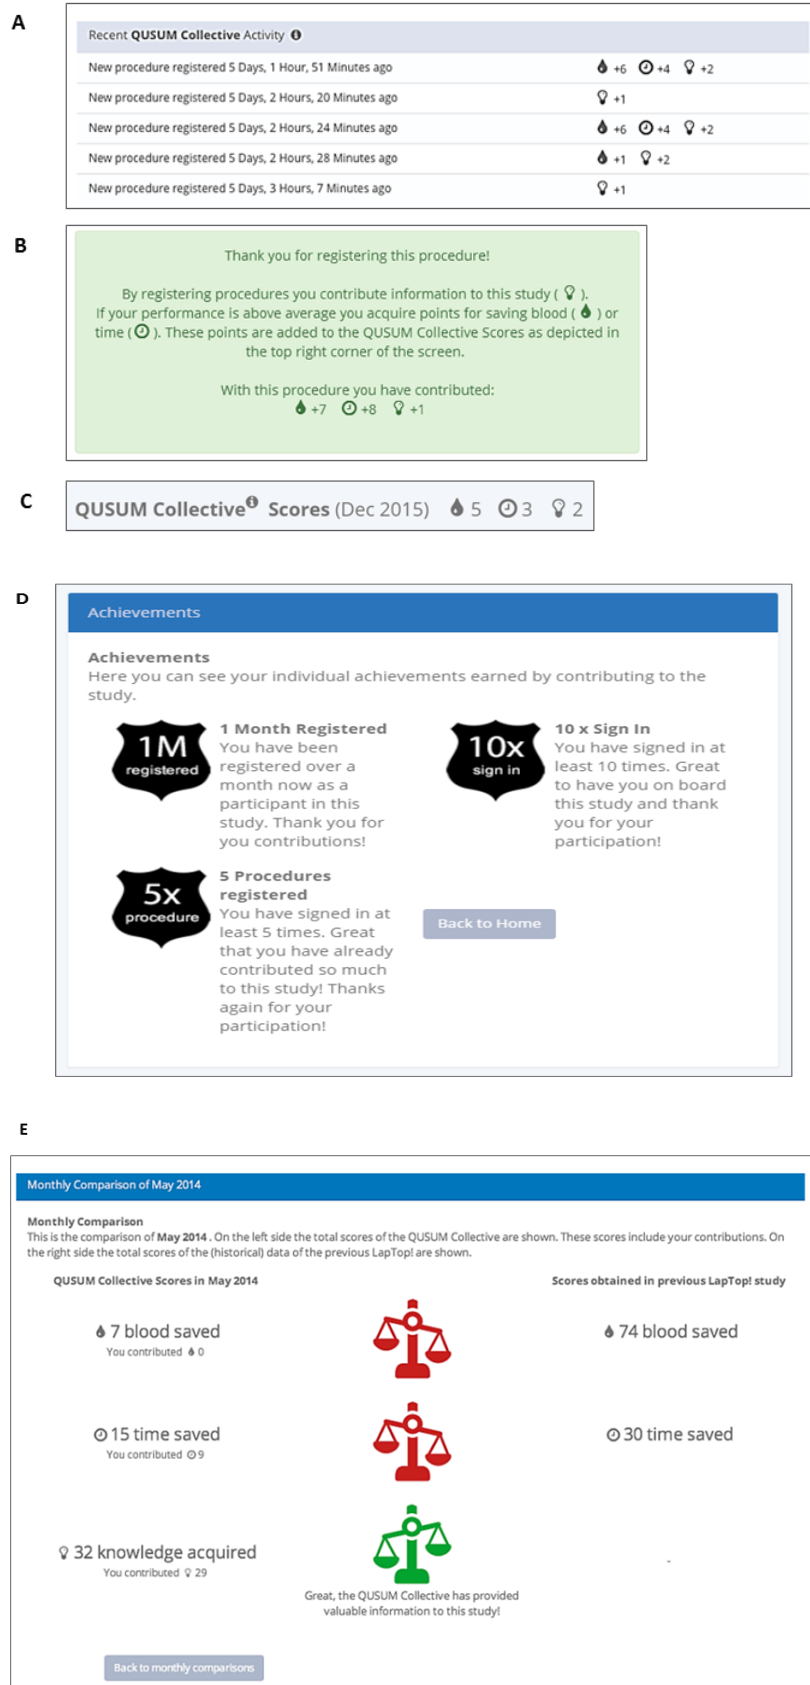 A
Recent QUSUM Collective Activity
New procedure registered 5 Days, 1 Hour, 51 Minutes ago +6 +4 +2
New procedure registered 5 Days, 2 Hours, 20 Minutes ago +1
New procedure registered 5 Days, 2 Hours, 24 Minutes ago +6 +4 +2
New procedure registered 5 Days, 2 Hours, 28 Minutes ago +1 +2
New procedure registered 5 Days, 3 Hours, 7 Minutes ago +1
B
Thank you for registering this procedure!
By registering procedures you contribute information to this study ( ).
If your performance is above average you acquire points for saving blood ( ) or
time ( ). These points are added to the QUSUM Collective Scores as depicted in
the top right corner of the screen.
With this procedure you have contributed:
+7 +8 +1
C
QUSUM Collective Scores (Dec 2015) 5 3 2
D
Achievements
Achievements
Here you can see your individual achievements earned by contributing to the
study.
1M
registered
1 Month Registered
You have been
registered over a
month now as a
participant in this
study. Thank you for
you contributions!
10x
sign in
10 x Sign In
You have signed in at
least 10 times. Great
to have you on board
this study and thank
you for your
participation!
5x
procedure
5 Procedures
registered
You have signed in at
least 5 times. Great
that you have already
contributed so much
to this study! Thanks
again for your
participation!
Back to Home
E
Monthly Comparison of May 2014
Monthly Comparison
This is the comparison of May 2014 . On the left side the total scores of the QUSUM Collective are shown. These scores include your contributions. On
the right side the total scores of the (historical) data of the previous LapTop! are shown.
QUSUM Collective Scores in May 2014
Scores obtained in previous LapTop! study
7 blood saved
You contributed 0
74 blood saved
15 time saved
You contributed 9
30 time saved
32 knowledge acquired
You contributed 29
-
Great, the QUSUM Collective has provided
valuable information to this study!
Back to monthly comparisons